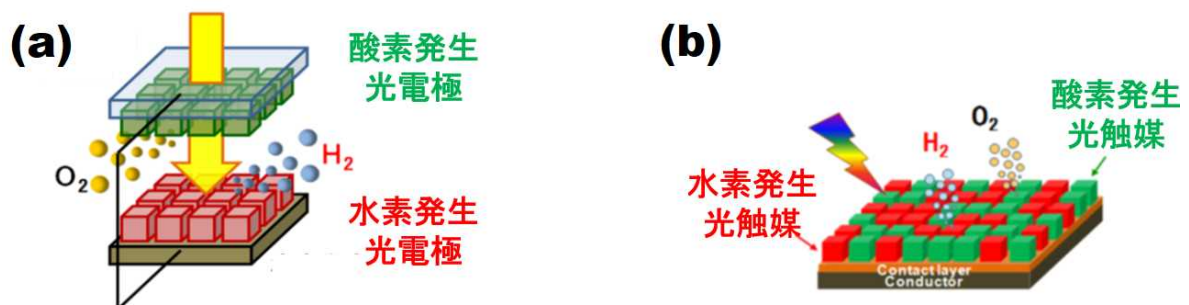 (a)
酸素発生
光電極
O₂
H₂
水素発生
光電極
(b)
酸素発生
光触媒
O₂
H₂
水素発生
光触媒
Contact layer
Conductor